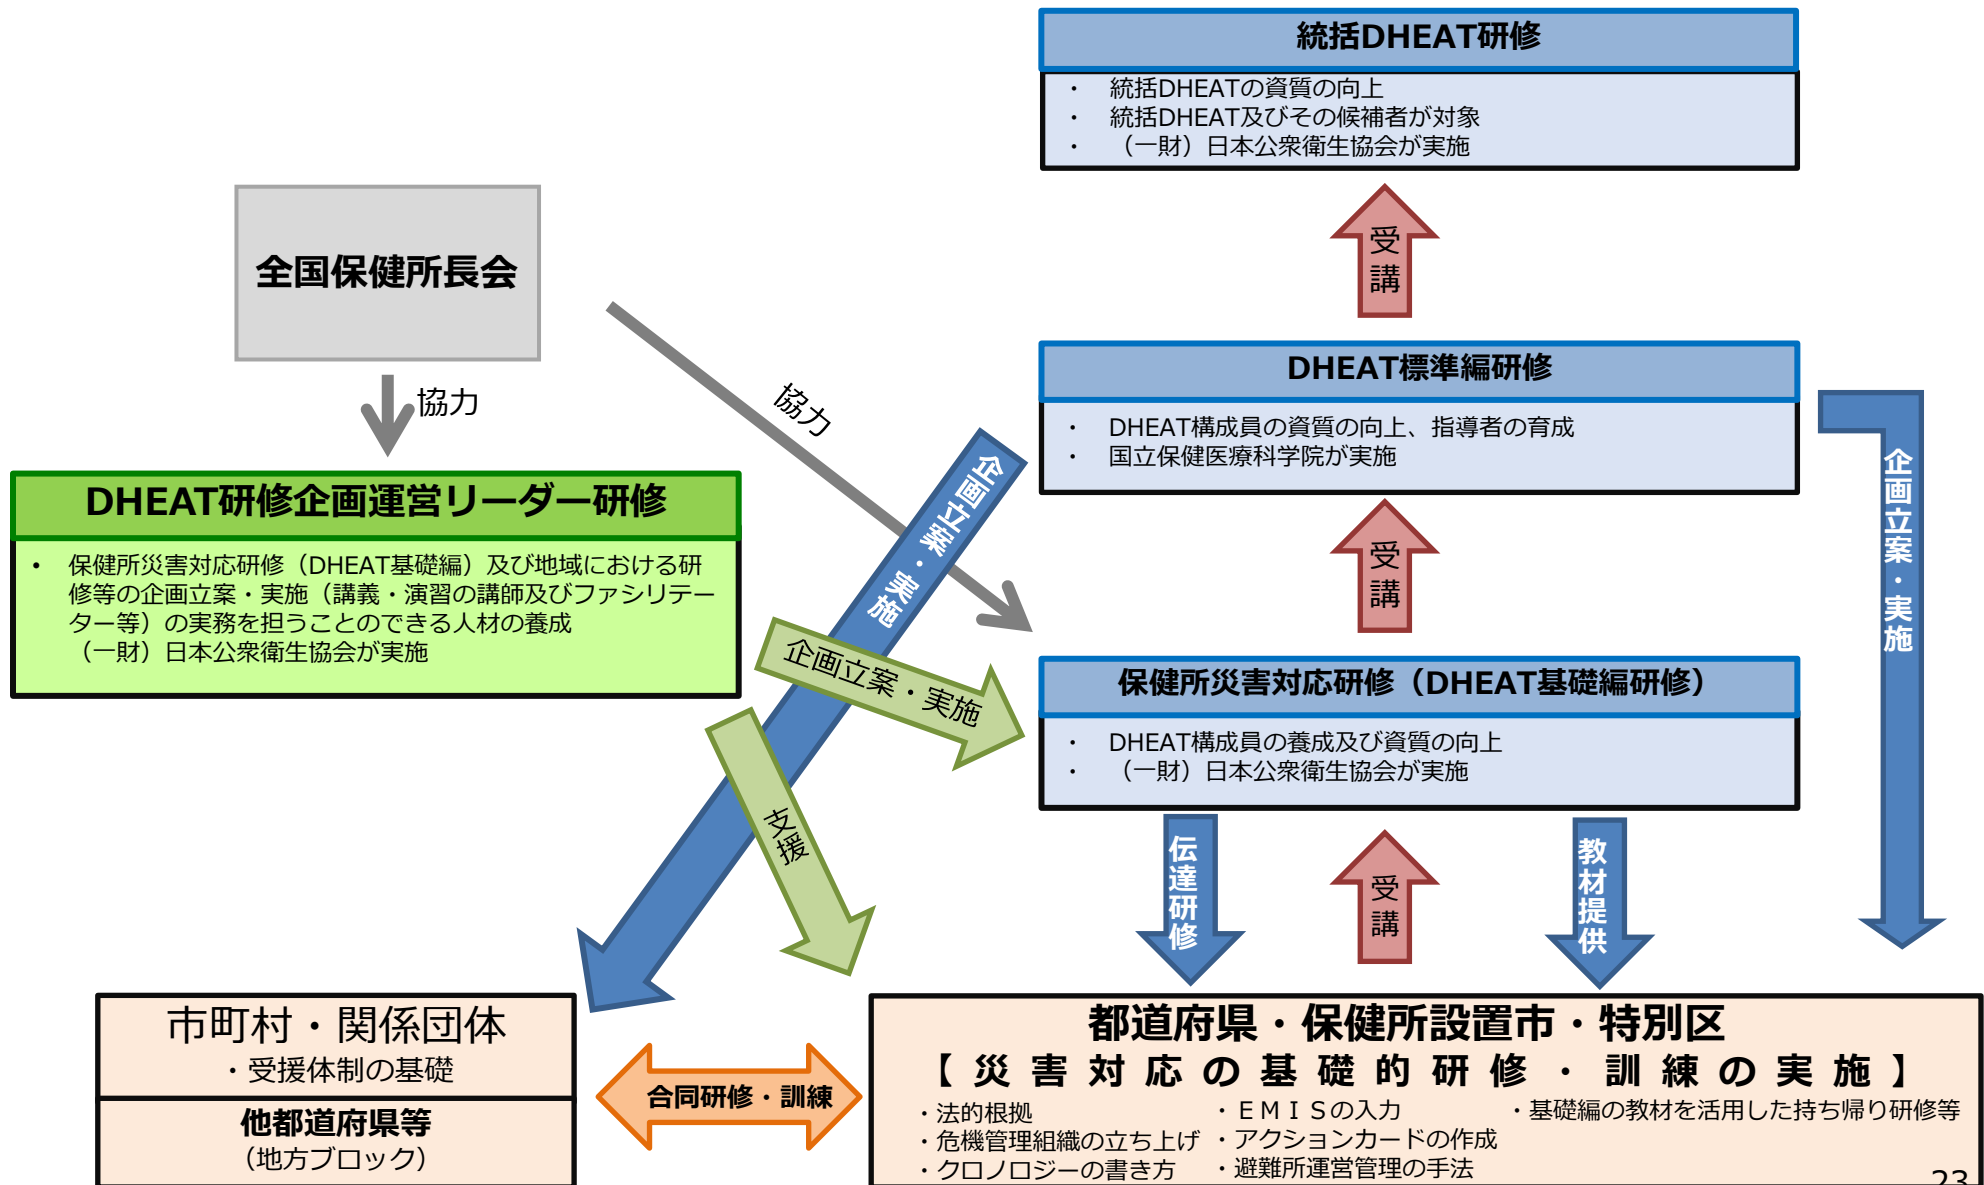 統括DHEAT研修
・ 統括DHEATの資質の向上
・ 統括DHEAT及びその候補者が対象
・ （一財）日本公衆衛生協会が実施
受講
全国保健所長会
協力
協力
DHEAT標準編研修
・ DHEAT構成員の資質の向上、指導者の育成
・ 国立保健医療科学院が実施
企画立案・実施
企画立案・実施
DHEAT研修企画運営リーダー研修
• 保健所災害対応研修（DHEAT基礎編）及び地域における研
修等の企画立案・実施（講義・演習の講師及びファシリテー
ター等）の実務を担うことのできる人材の養成
（一財）日本公衆衛生協会が実施
受講
企画立案・実施
支援
保健所災害対応研修（DHEAT基礎編研修）
・ DHEAT構成員の養成及び資質の向上
・ （一財）日本公衆衛生協会が実施
伝達研修
受講
教材提供
市町村・関係団体
・受援体制の基礎
他都道府県等
（地方ブロック）
合同研修・訓練
都道府県・保健所設置市・特別区
【災害対応の基礎的研修・訓練の実施】
・法的根拠
・危機管理組織の立ち上げ
・クロノロジーの書き方
・ＥＭＩＳの入力
・アクションカードの作成
・避難所運営管理の手法
・基礎編の教材を活用した持ち帰り研修等
23